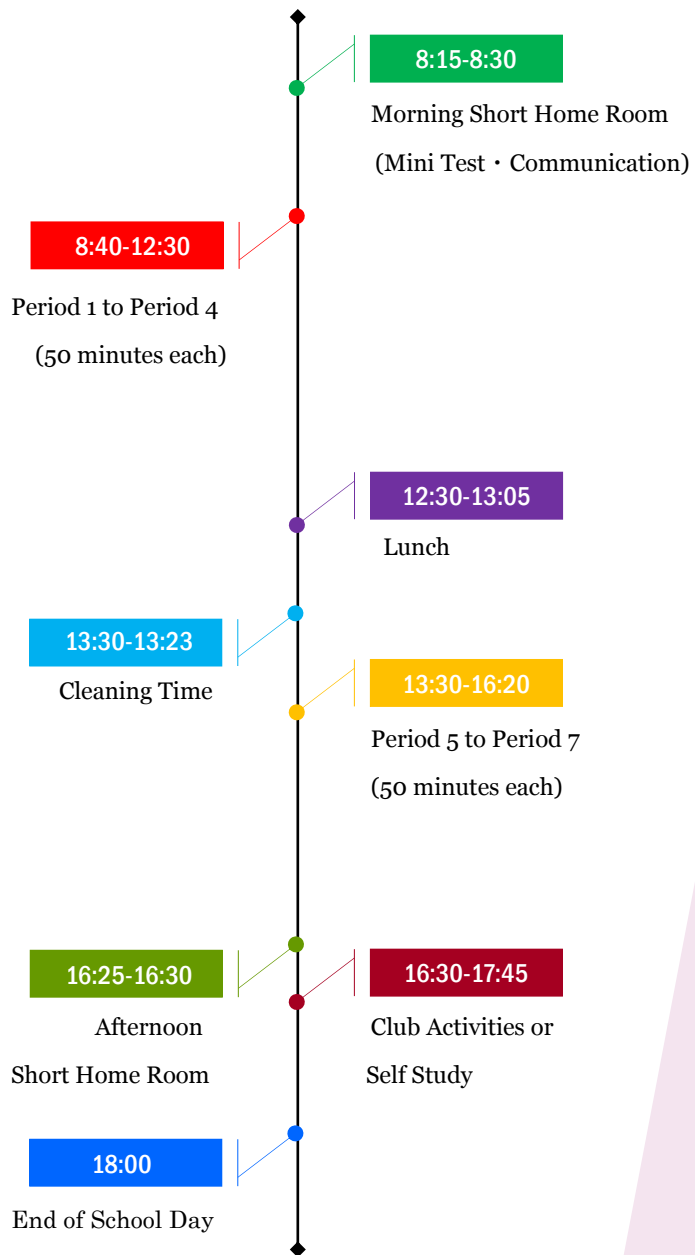 8:15-8:30
Morning Short Home Room
(Mini Test・Communication)
8:40-12:30
Period 1 to Period 4
(50 minutes each)
12:30-13:05
Lunch
13:30-13:23
Cleaning Time
13:30-16:20
Period 5 to Period 7
(50 minutes each)
16:25-16:30
Afternoon
Short Home Room
16:30-17:45
Club Activities or
Self Study
18:00
End of School Day